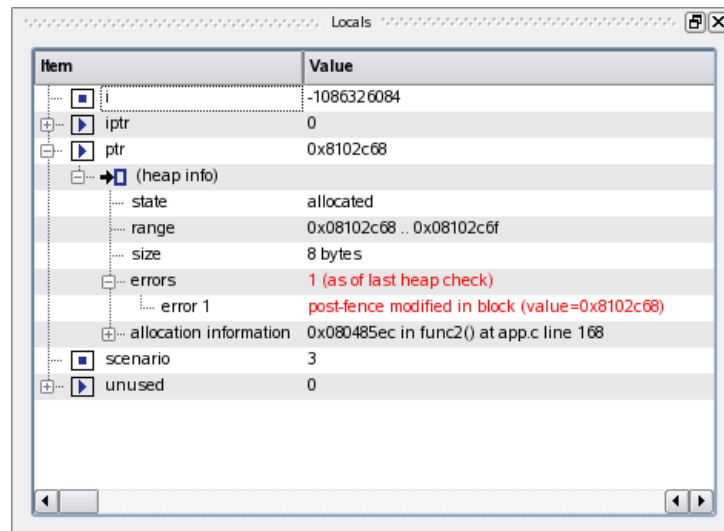 Locals
Item Value
i -1086326084
iptr 0
ptr 0x8102c68
(heap info)
state allocated
range 0x08102c68 .. 0x08102c6f
size 8 bytes
errors 1 (as of last heap check)
error 1 post-fence modified in block (value=0x8102c68)
allocation information 0x080485ec in func2() at app.c line 168
scenario 3
unused 0